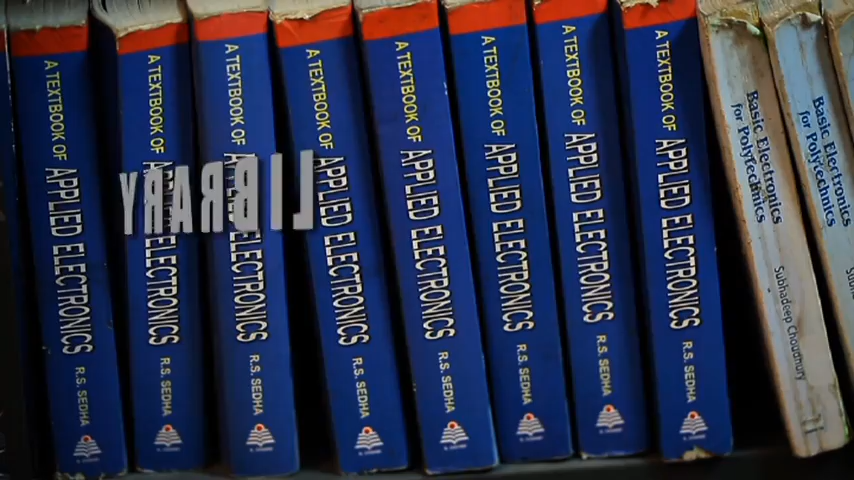 A TEXTBOOK OF APPLIED ELECTRONICS R.S. SEDHA
A TEXTBOOK OF APPLIED ELECTRONICS R.S. SEDHA
A TEXTBOOK OF APPLIED ELECTRONICS R.S. SEDHA
A TEXTBOOK OF APPLIED ELECTRONICS R.S. SEDHA
A TEXTBOOK OF APPLIED ELECTRONICS R.S. SEDHA
A TEXTBOOK OF APPLIED ELECTRONICS R.S. SEDHA
A TEXTBOOK OF APPLIED ELECTRONICS R.S. SEDHA
A TEXTBOOK OF APPLIED ELECTRONICS R.S. SEDHA
Basic Electronics
for Polytechnics
Subhadeep Choudhury
Basic Electronics
for Polytechnics
LIBRARY